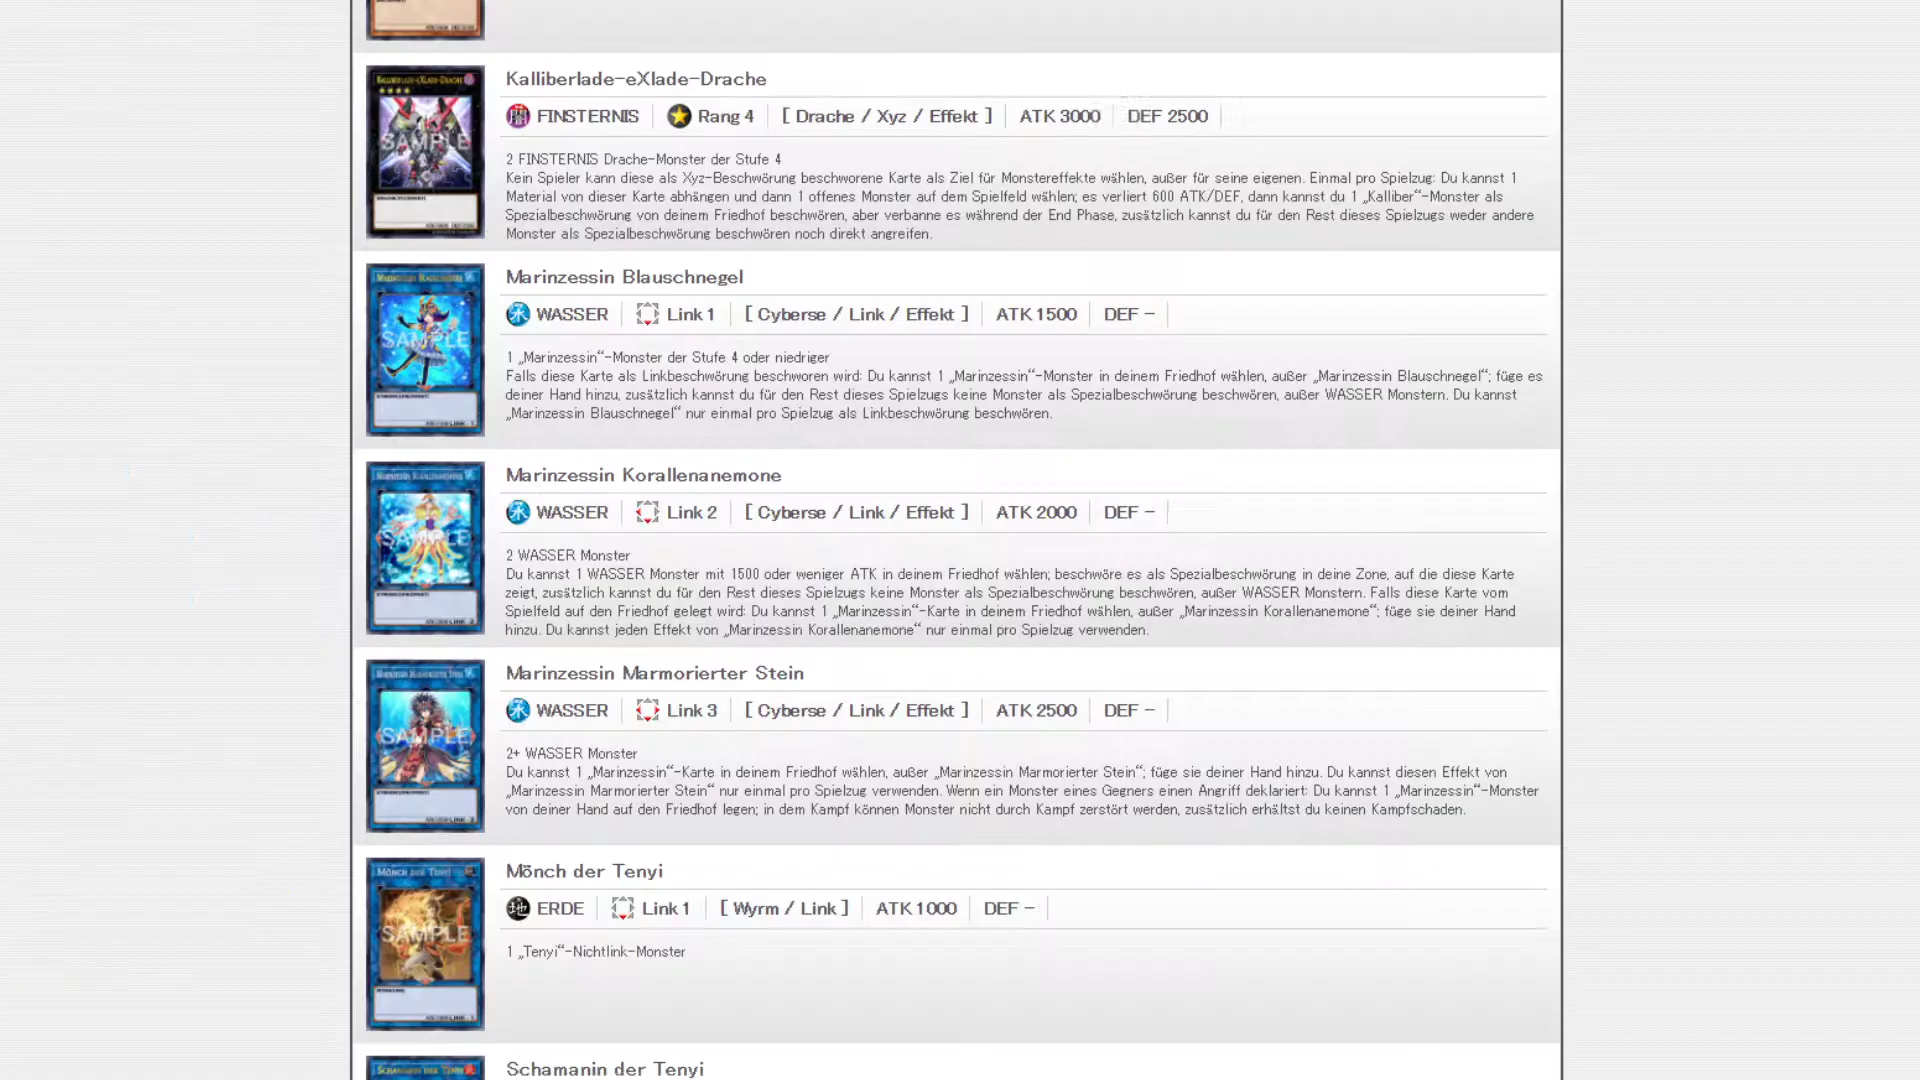 Kalliberlade-eXlade-Drache
FINSTERNIS Rang 4 [ Drache / Xyz / Effekt ] ATK 3000 DEF 2500
2 FINSTERNIS Drache-Monster der Stufe 4
Kein Spieler kann diese als Xyz-Beschwörung beschworene Karte als Ziel für Monstereffekte wählen, außer für seine eigenen. Einmal pro Spielzug: Du kannst 1
Material von dieser Karte abhängen und dann 1 offenes Monster auf dem Spielfeld wählen; es verliert 600 ATK/DEF, dann kannst du 1 „Kalliber“-Monster als
Spezialbeschwörung von deinem Friedhof beschwören, aber verbanne es während der End Phase, zusätzlich kannst du für den Rest dieses Spielzugs weder andere
Monster als Spezialbeschwörung beschwören noch direkt angreifen.
SAMPLE
Marinzessin Blauschnegel
WASSER Link 1 [ Cyberse / Link / Effekt ] ATK 1500 DEF -
1 „Marinzessin“-Monster der Stufe 4 oder niedriger
Falls diese Karte als Linkbeschwörung beschworen wird: Du kannst 1 „Marinzessin“-Monster in deinem Friedhof wählen, außer „Marinzessin Blauschnegel“; füge es
deiner Hand hinzu, zusätzlich kannst du für den Rest dieses Spielzugs keine Monster als Spezialbeschwörung beschwören, außer WASSER Monstern. Du kannst
„Marinzessin Blauschnegel“ nur einmal pro Spielzug als Linkbeschwörung beschwören.
SAMPLE
Marinzessin Korallenanemone
WASSER Link 2 [ Cyberse / Link / Effekt ] ATK 2000 DEF -
2 WASSER Monster
Du kannst 1 WASSER Monster mit 1500 oder weniger ATK in deinem Friedhof wählen; beschwöre es als Spezialbeschwörung in deine Zone, auf die diese Karte
zeigt, zusätzlich kannst du für den Rest dieses Spielzugs keine Monster als Spezialbeschwörung beschwören, außer WASSER Monstern. Falls diese Karte vom
Spielfeld auf den Friedhof gelegt wird: Du kannst 1 „Marinzessin“-Karte in deinem Friedhof wählen, außer „Marinzessin Korallenanemone“; füge sie deiner Hand
hinzu. Du kannst jeden Effekt von „Marinzessin Korallenanemone“ nur einmal pro Spielzug verwenden.
SAMPLE
Marinzessin Marmorierter Stein
WASSER Link 3 [ Cyberse / Link / Effekt ] ATK 2500 DEF -
2+ WASSER Monster
Du kannst 1 „Marinzessin“-Karte in deinem Friedhof wählen, außer „Marinzessin Marmorierter Stein“; füge sie deiner Hand hinzu. Du kannst diesen Effekt von
„Marinzessin Marmorierter Stein“ nur einmal pro Spielzug verwenden. Wenn ein Monster eines Gegners einen Angriff deklariert: Du kannst 1 „Marinzessin“-Monster
von deiner Hand auf den Friedhof legen; in dem Kampf können Monster nicht durch Kampf zerstört werden, zusätzlich erhältst du keinen Kampfschaden.
SAMPLE
Mönch der Tenyi
ERDE Link 1 [ Wyrm / Link ] ATK 1000 DEF -
1 „Tenyi“-Nichtlink-Monster
SAMPLE
Schamanin der Tenyi